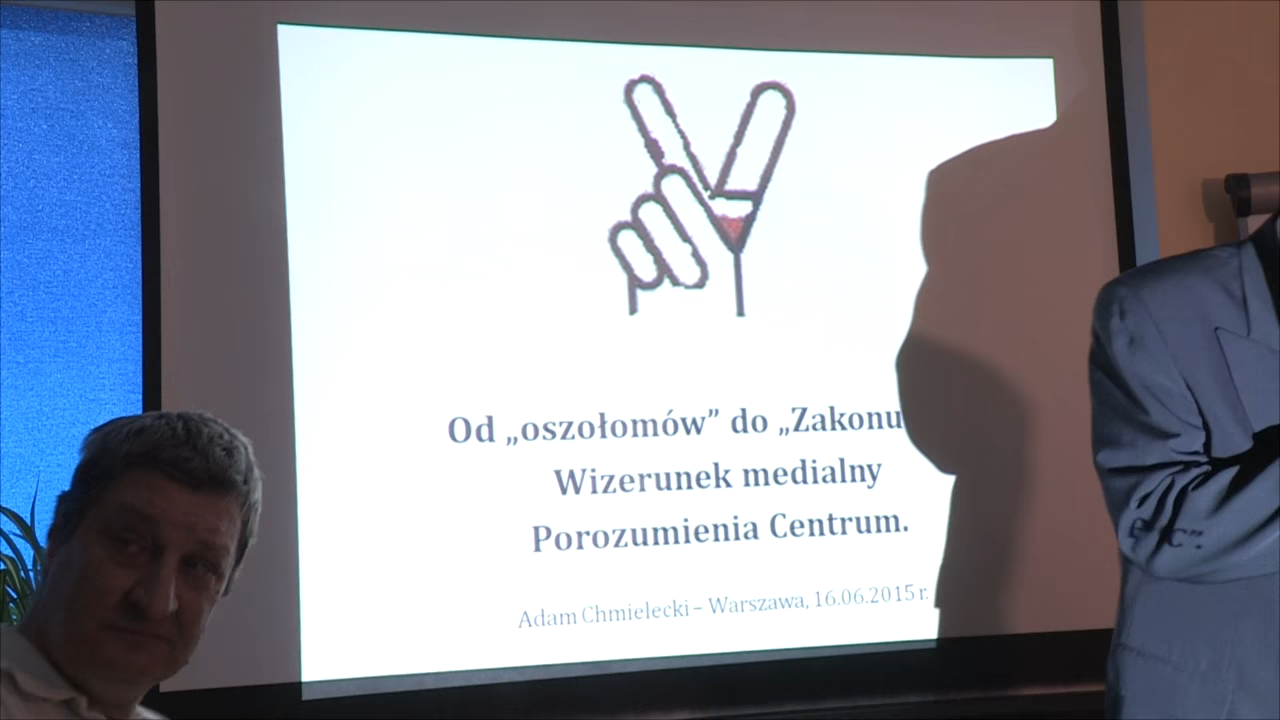 Od „oszołomów” do „Zakonu
Wizerunek medialny
Porozumienia Centrum.
Adam Chmielecki – Warszawa, 16.06.2015 r.